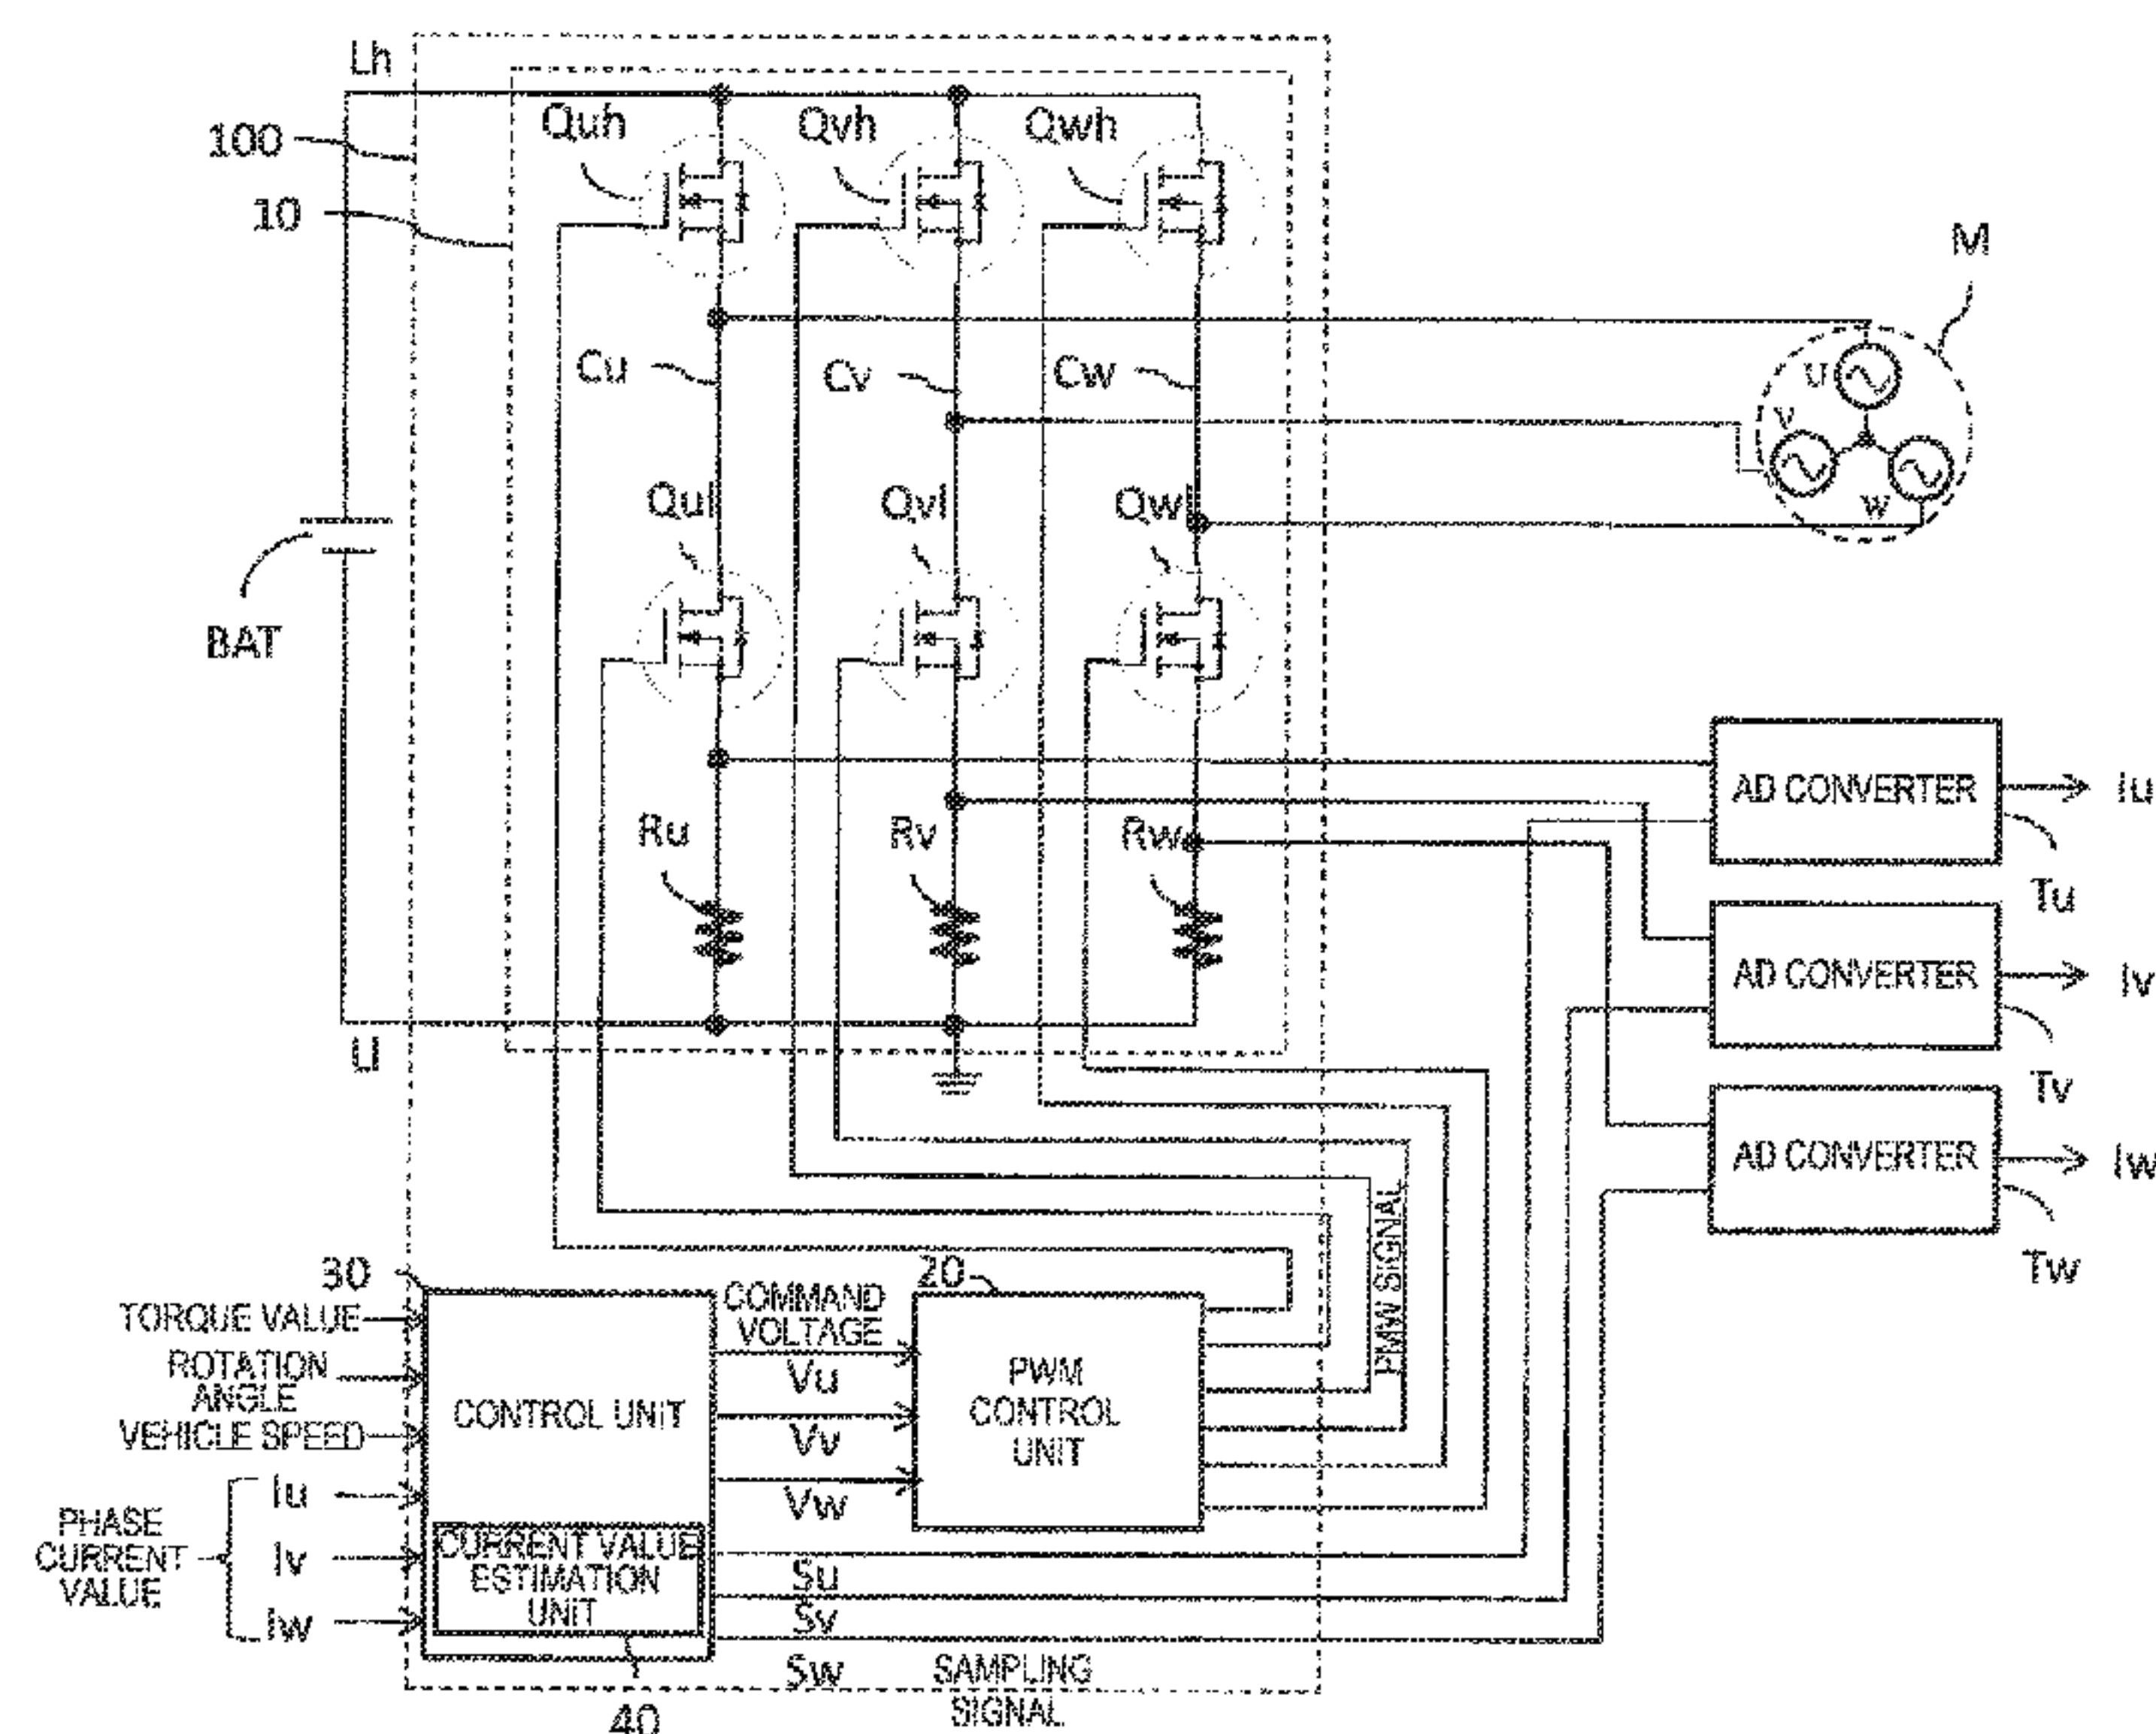 Lh
100
10
Quh
Qvh
Qwh
M
Cu
Cv
Cw
U
V
W
Qul
Qvl
Qwl
BAT
AD CONVERTER
Iu
Ru
Rv
Rw
Tu
AD CONVERTER
Iv
Ll
Tv
AD CONVERTER
Iw
PMW SIGNAL
Tw
30
20
TORQUE VALUE
COMMAND
VOLTAGE
ROTATION
ANGLE
Vu
PWM
CONTROL
UNIT
VEHICLE SPEED
CONTROL UNIT
Vv
Iu
Vw
PHASE
CURRENT
VALUE
Iv
CURRENT VALUE
ESTIMATION
UNIT
Su
Sv
Iw
Sw
SAMPLING
SIGNAL
40